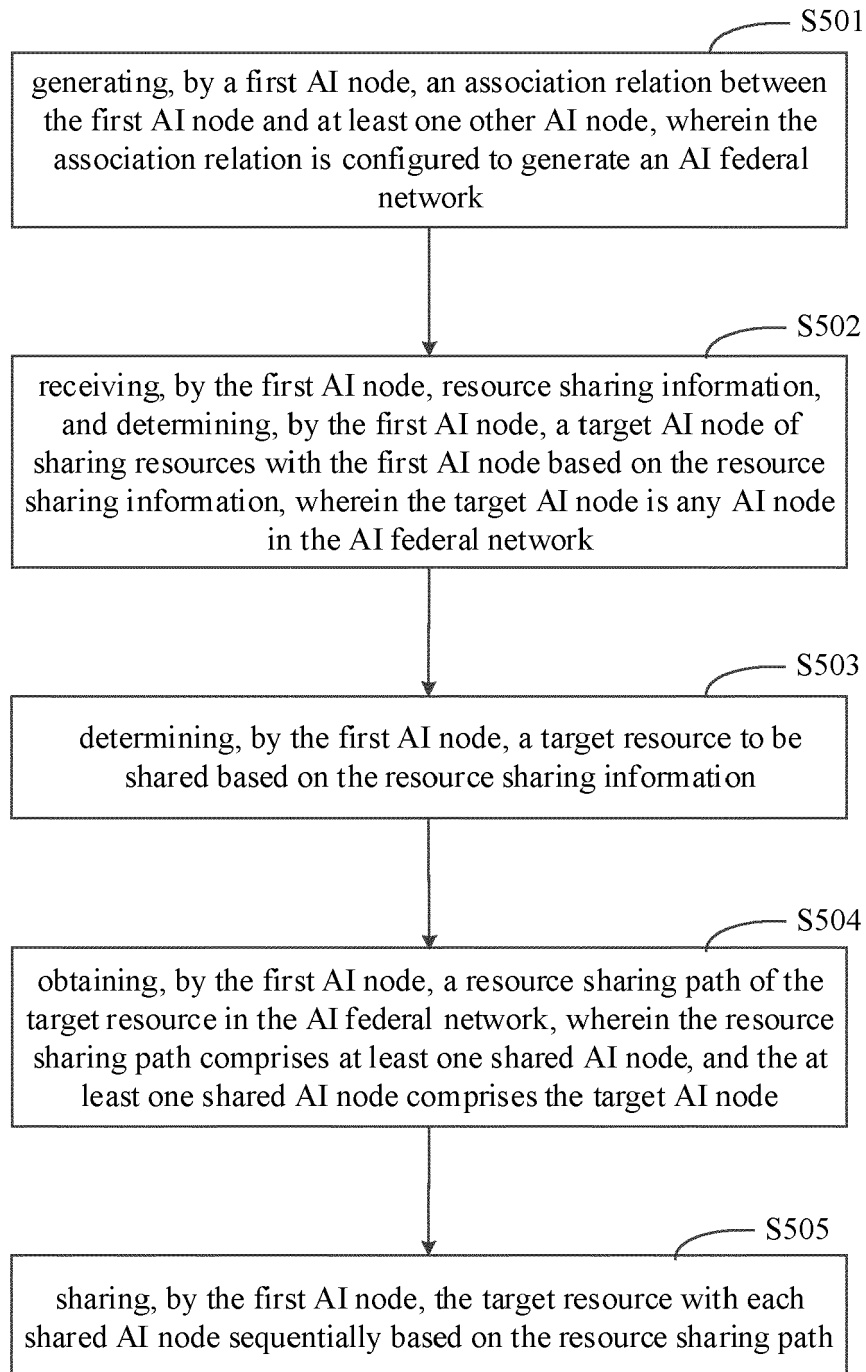 S501
generating, by a first AI node, an association relation between
the first AI node and at least one other AI node, wherein the
association relation is configured to generate an AI federal
network
S502
receiving, by the first AI node, resource sharing information,
and determining, by the first AI node, a target AI node of
sharing resources with the first AI node based on the resource
sharing information, wherein the target AI node is any AI node
in the AI federal network
S503
determining, by the first AI node, a target resource to be
shared based on the resource sharing information
S504
obtaining, by the first AI node, a resource sharing path of the
target resource in the AI federal network, wherein the resource
sharing path comprises at least one shared AI node, and the at
least one shared AI node comprises the target AI node
S505
sharing, by the first AI node, the target resource with each
shared AI node sequentially based on the resource sharing path